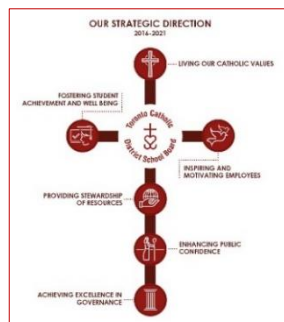 OUR STRATEGIC DIRECTION
2016-2021
LIVING OUR CATHOLIC VALUES
FOSTERING STUDENT
ACHIEVEMENT AND WELL BEING
Toronto Catholic
District School Board
INSPIRING AND
MOTIVATING EMPLOYEES
PROVIDING STEWARDSHIP
OF RESOURCES
ENHANCING PUBLIC
CONFIDENCE
ACHIEVING EXCELLENCE IN
GOVERNANCE